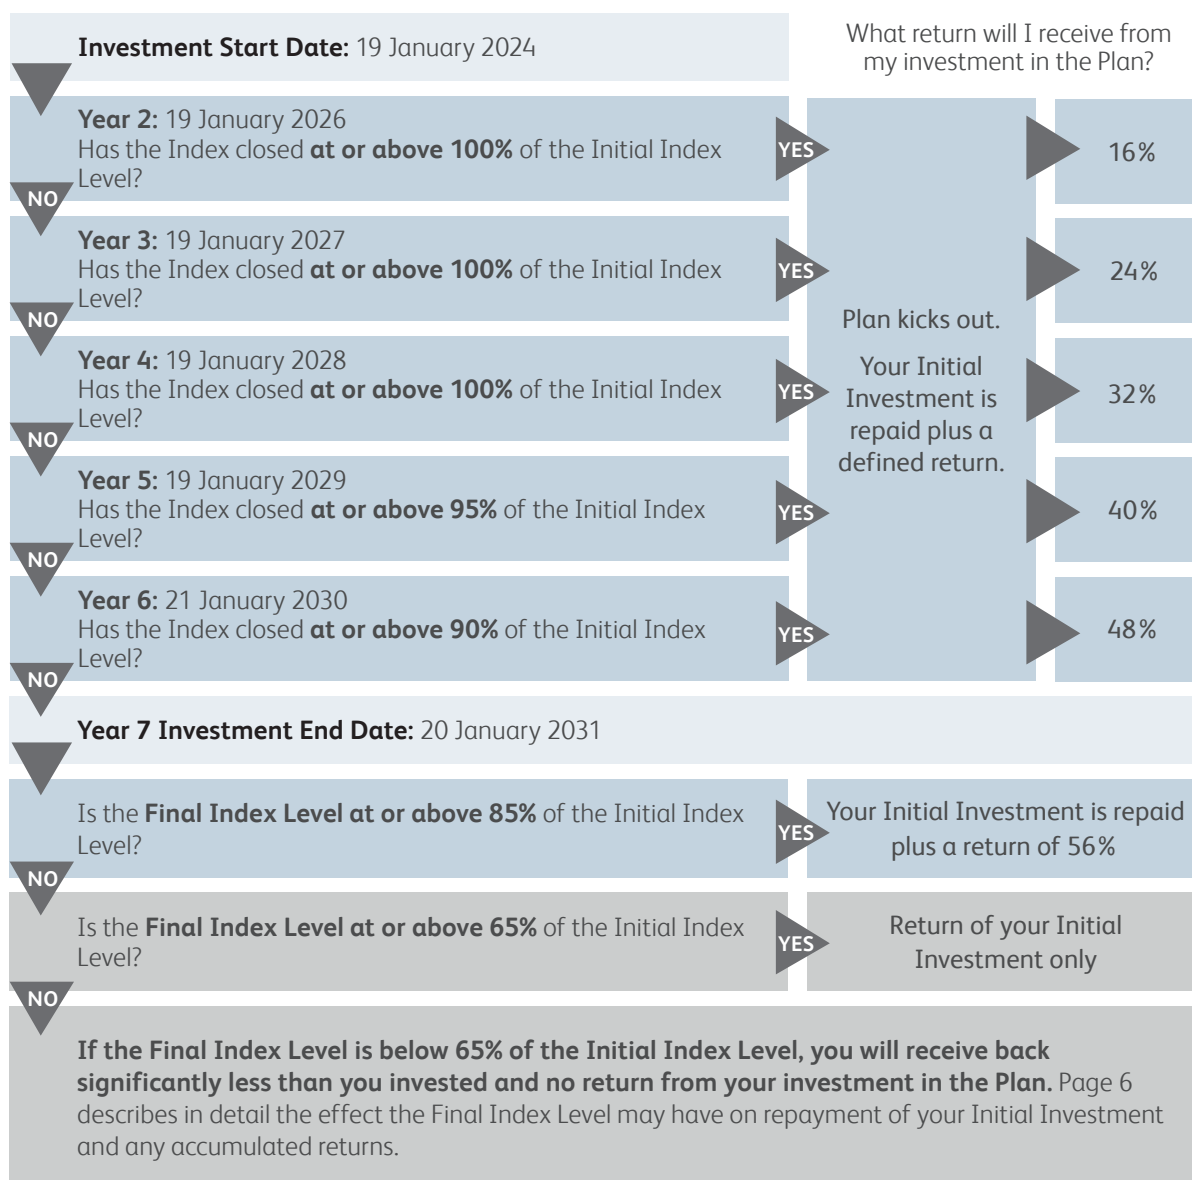 Investment Start Date: 19 January 2024
What return will I receive from
my investment in the Plan?
Year 2: 19 January 2026
Has the Index closed at or above 100% of the Initial Index
Level?
YES
16%
NO
Year 3: 19 January 2027
Has the Index closed at or above 100% of the Initial Index
Level?
YES
24%
NO
Year 4: 19 January 2028
Has the Index closed at or above 100% of the Initial Index
Level?
YES
32%
NO
Year 5: 19 January 2029
Has the Index closed at or above 95% of the Initial Index
Level?
YES
40%
NO
Year 6: 21 January 2030
Has the Index closed at or above 90% of the Initial Index
Level?
YES
48%
NO
Plan kicks out.
Your Initial
Investment is
repaid plus a
defined return.
Year 7 Investment End Date: 20 January 2031
Is the Final Index Level at or above 85% of the Initial Index
Level?
YES
Your Initial Investment is repaid
plus a return of 56%
NO
Is the Final Index Level at or above 65% of the Initial Index
Level?
YES
Return of your Initial
Investment only
NO
If the Final Index Level is below 65% of the Initial Index Level, you will receive back
significantly less than you invested and no return from your investment in the Plan. Page 6
describes in detail the effect the Final Index Level may have on repayment of your Initial Investment
and any accumulated returns.